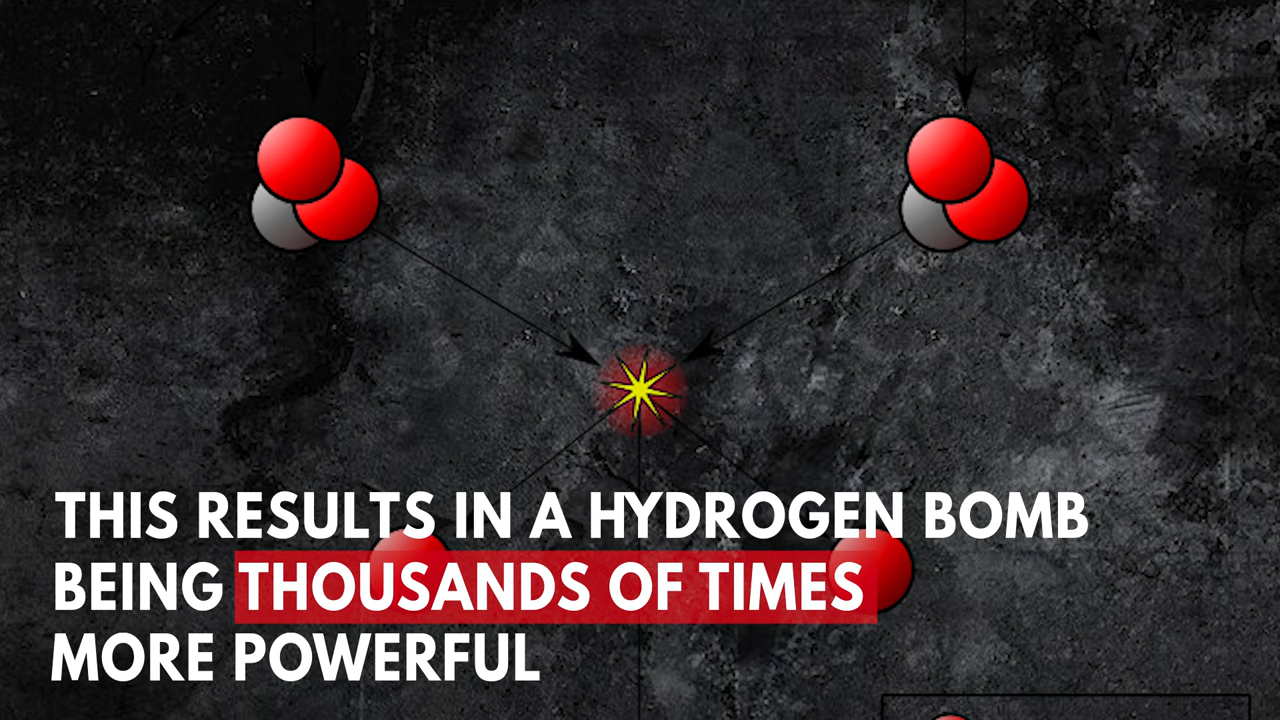 THIS RESULTS IN A HYDROGEN BOMB
BEING THOUSANDS OF TIMES
MORE POWERFUL